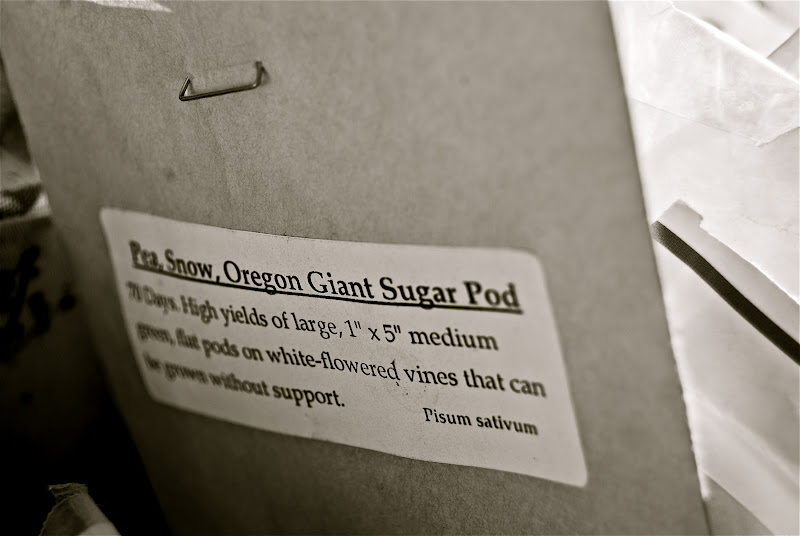 Pea, Snow, Oregon Giant Sugar Pod
70 Days. High yields of large, 1" x 5" medium
green, flat pods on white-flowered vines that can
be grown without support.
Pisum sativum